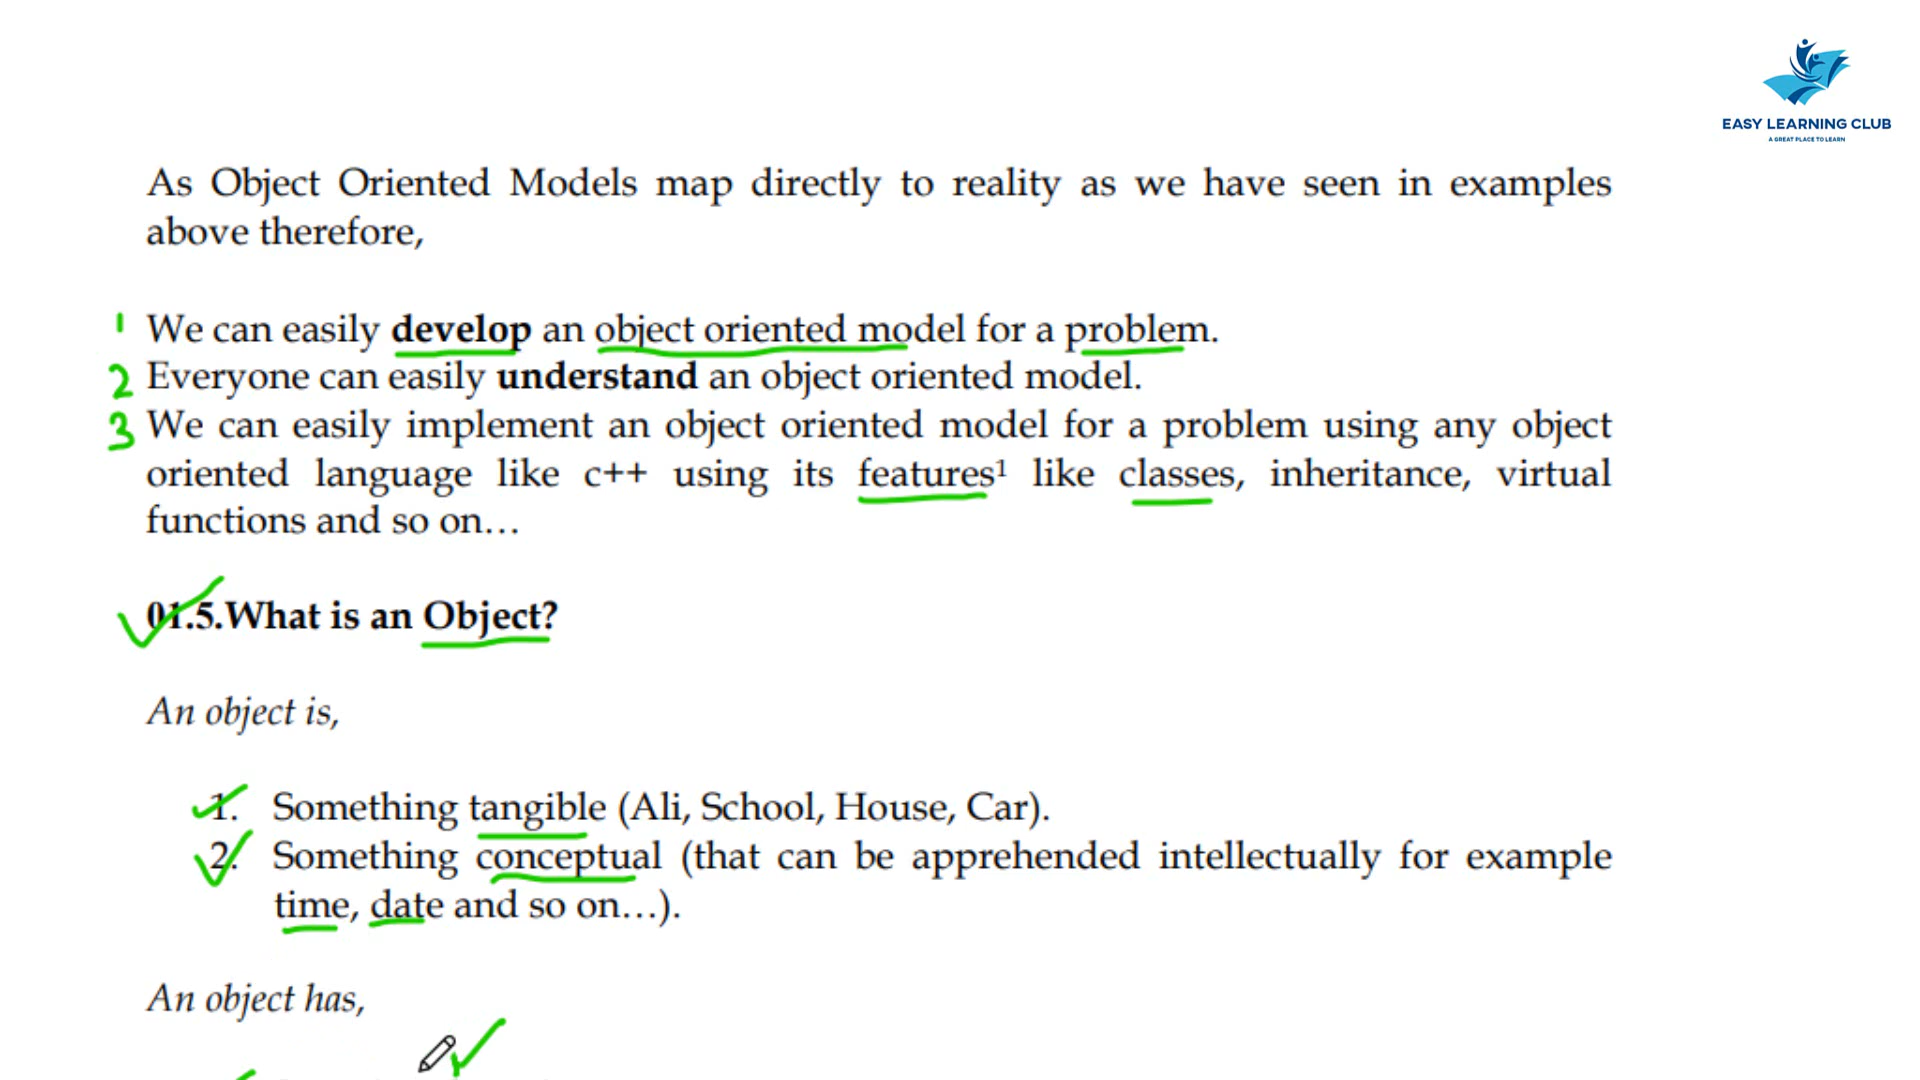 EASY LEARNING CLUB
A GREAT PLACE TO LEARN
As Object Oriented Models map directly to reality as we have seen in examples
above therefore,
1 We can easily develop an object oriented model for a problem.
2 Everyone can easily understand an object oriented model.
3 We can easily implement an object oriented model for a problem using any object
oriented language like c++ using its features¹ like classes, inheritance, virtual
functions and so on…
01.5.What is an Object?
An object is,
1. Something tangible (Ali, School, House, Car).
2. Something conceptual (that can be apprehended intellectually for example
time, date and so on…).
An object has,